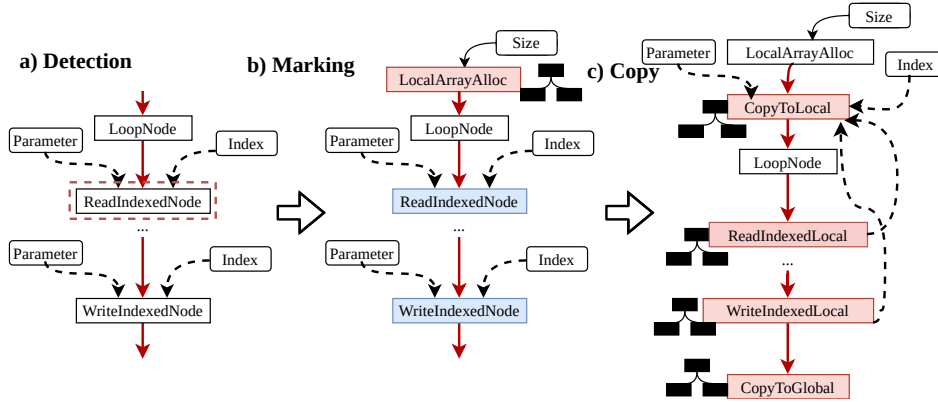 a) Detection
LoopNode
Parameter
Index
ReadIndexedNode
...
Parameter
Index
WriteIndexedNode
b) Marking
Size
LocalArrayAlloc
LoopNode
Parameter
Index
ReadIndexedNode
...
Parameter
Index
WriteIndexedNode
c) Copy
Size
Parameter
LocalArrayAlloc
Index
CopyToLocal
LoopNode
ReadIndexedLocal
...
WriteIndexedLocal
CopyToGlobal